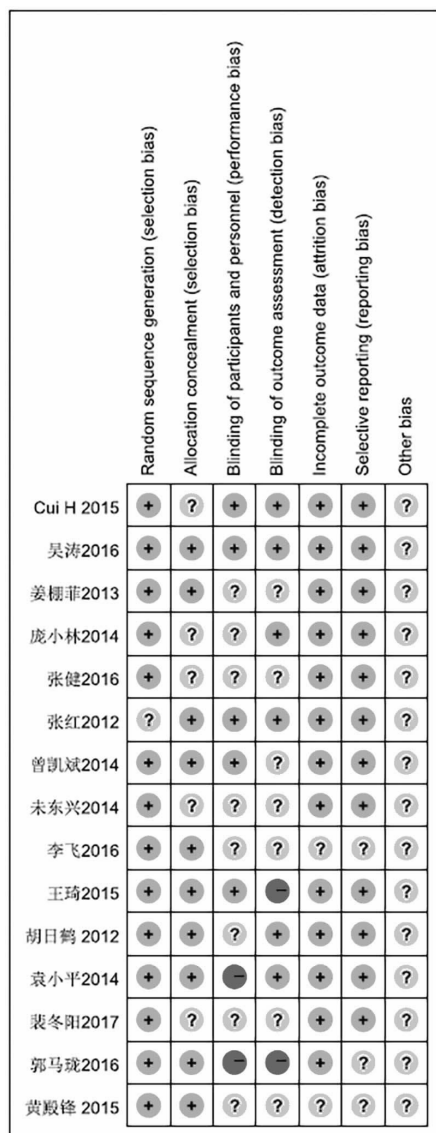 Random sequence generation (selection bias)
Allocation concealment (selection bias)
Blinding of participants and personnel (performance bias)
Blinding of outcome assessment (detection bias)
Incomplete outcome data (attrition bias)
Selective reporting (reporting bias)
Other bias
Cui H 2015 + ? + + + + ?
吴涛2016 + + + + + + ?
姜棚菲2013 + + ? ? + + ?
庞小林2014 + ? ? + + + ?
张健2016 + ? ? ? + + ?
张红2012 ? + + + + + ?
曾凯斌2014 + + + ? + + ?
未东兴2014 + ? ? ? + + ?
李飞2016 + + ? ? ? ? ?
王琦2015 + + + – + + ?
胡日鹤 2012 + + ? + + + ?
袁小平2014 + + – + + + ?
裴冬阳2017 + ? ? ? + + ?
郭马珑2016 + + – – + ? ?
黄殿锋 2015 + + ? ? ? ? ?